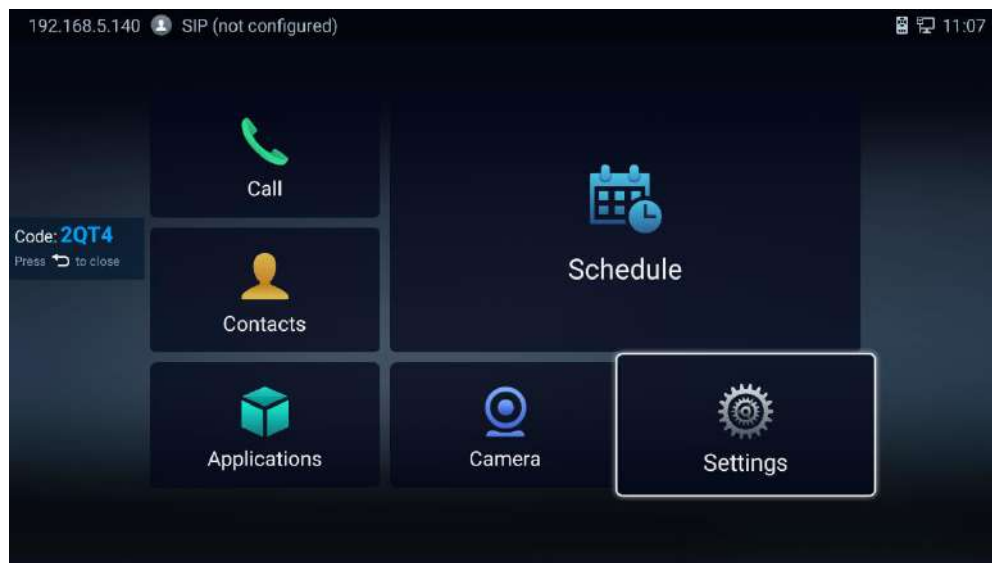 192.168.5.140 SIP (not configured) 11:07
Call
Schedule
Code: 2QT4
Press to close
Contacts
Applications
Camera
Settings